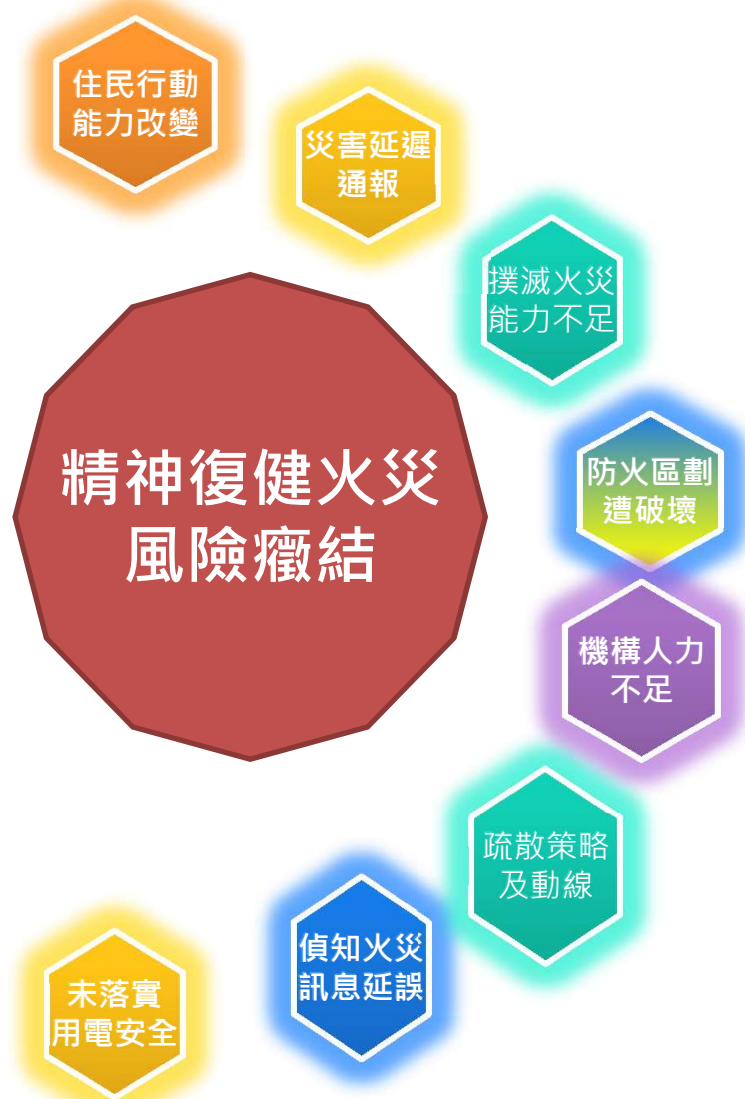 住民行動
能力改變
災害延遲
通報
撲滅火災
能力不足
精神復健火災
風險癥結
防火區劃
遭破壞
機構人力
不足
疏散策略
及動線
偵知火災
訊息延誤
未落實
用電安全